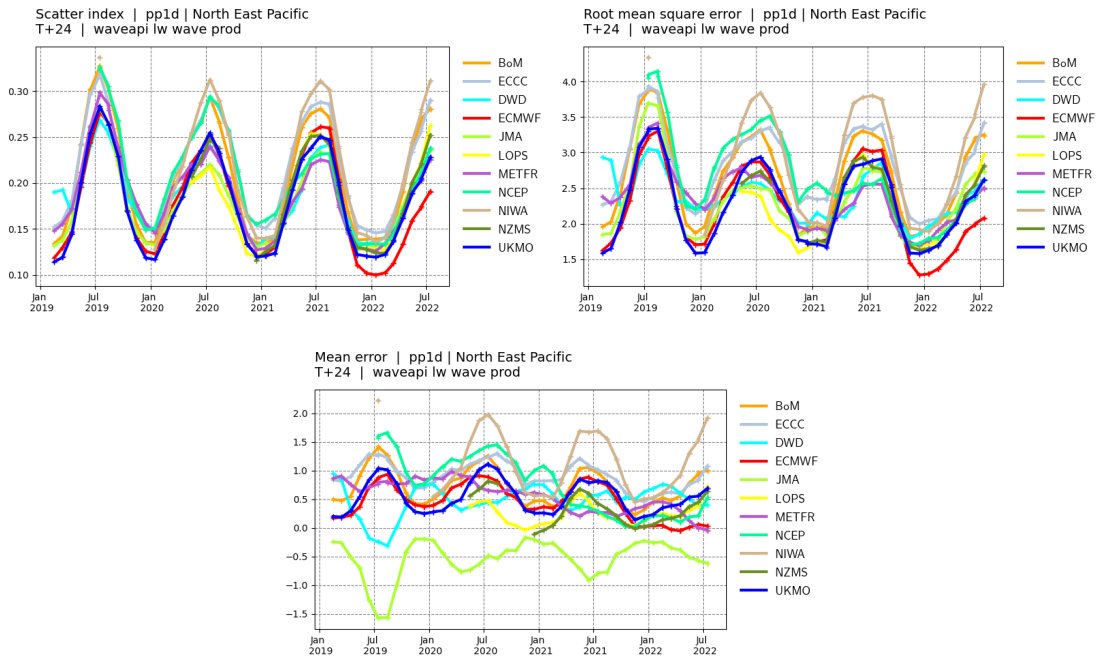 Scatter index | pp1d | North East Pacific
T+24 | waveapi lw wave prod
0.30
0.25
0.20
0.15
0.10
Jan 2019
Jul 2019
Jan 2020
Jul 2020
Jan 2021
Jul 2021
Jan 2022
Jul 2022
BoM
ECCC
DWD
ECMWF
JMA
LOPS
METFR
NCEP
NIWA
NZMS
UKMO
Root mean square error | pp1d | North East Pacific
T+24 | waveapi lw wave prod
4.0
3.5
3.0
2.5
2.0
1.5
Jan 2019
Jul 2019
Jan 2020
Jul 2020
Jan 2021
Jul 2021
Jan 2022
Jul 2022
BoM
ECCC
DWD
ECMWF
JMA
LOPS
METFR
NCEP
NIWA
NZMS
UKMO
Mean error | pp1d | North East Pacific
T+24 | waveapi lw wave prod
2.0
1.5
1.0
0.5
0.0
−0.5
−1.0
−1.5
Jan 2019
Jul 2019
Jan 2020
Jul 2020
Jan 2021
Jul 2021
Jan 2022
Jul 2022
BoM
ECCC
DWD
ECMWF
JMA
LOPS
METFR
NCEP
NIWA
NZMS
UKMO